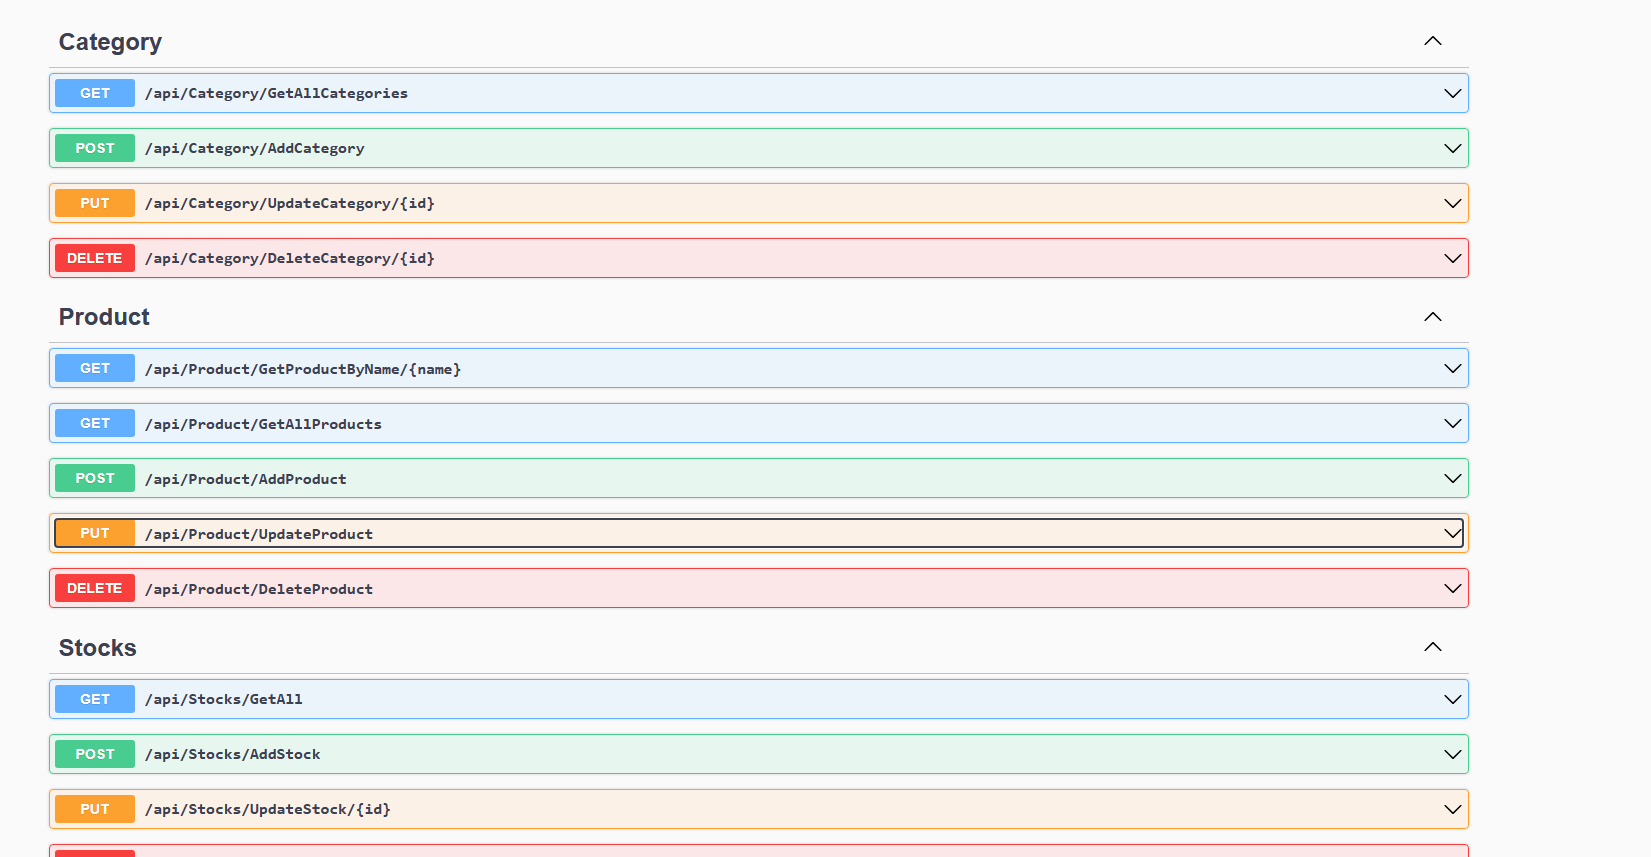 Category
GET /api/Category/GetAllCategories
POST /api/Category/AddCategory
PUT /api/Category/UpdateCategory/{id}
DELETE /api/Category/DeleteCategory/{id}
Product
GET /api/Product/GetProductByName/{name}
GET /api/Product/GetAllProducts
POST /api/Product/AddProduct
PUT /api/Product/UpdateProduct
DELETE /api/Product/DeleteProduct
Stocks
GET /api/Stocks/GetAll
POST /api/Stocks/AddStock
PUT /api/Stocks/UpdateStock/{id}